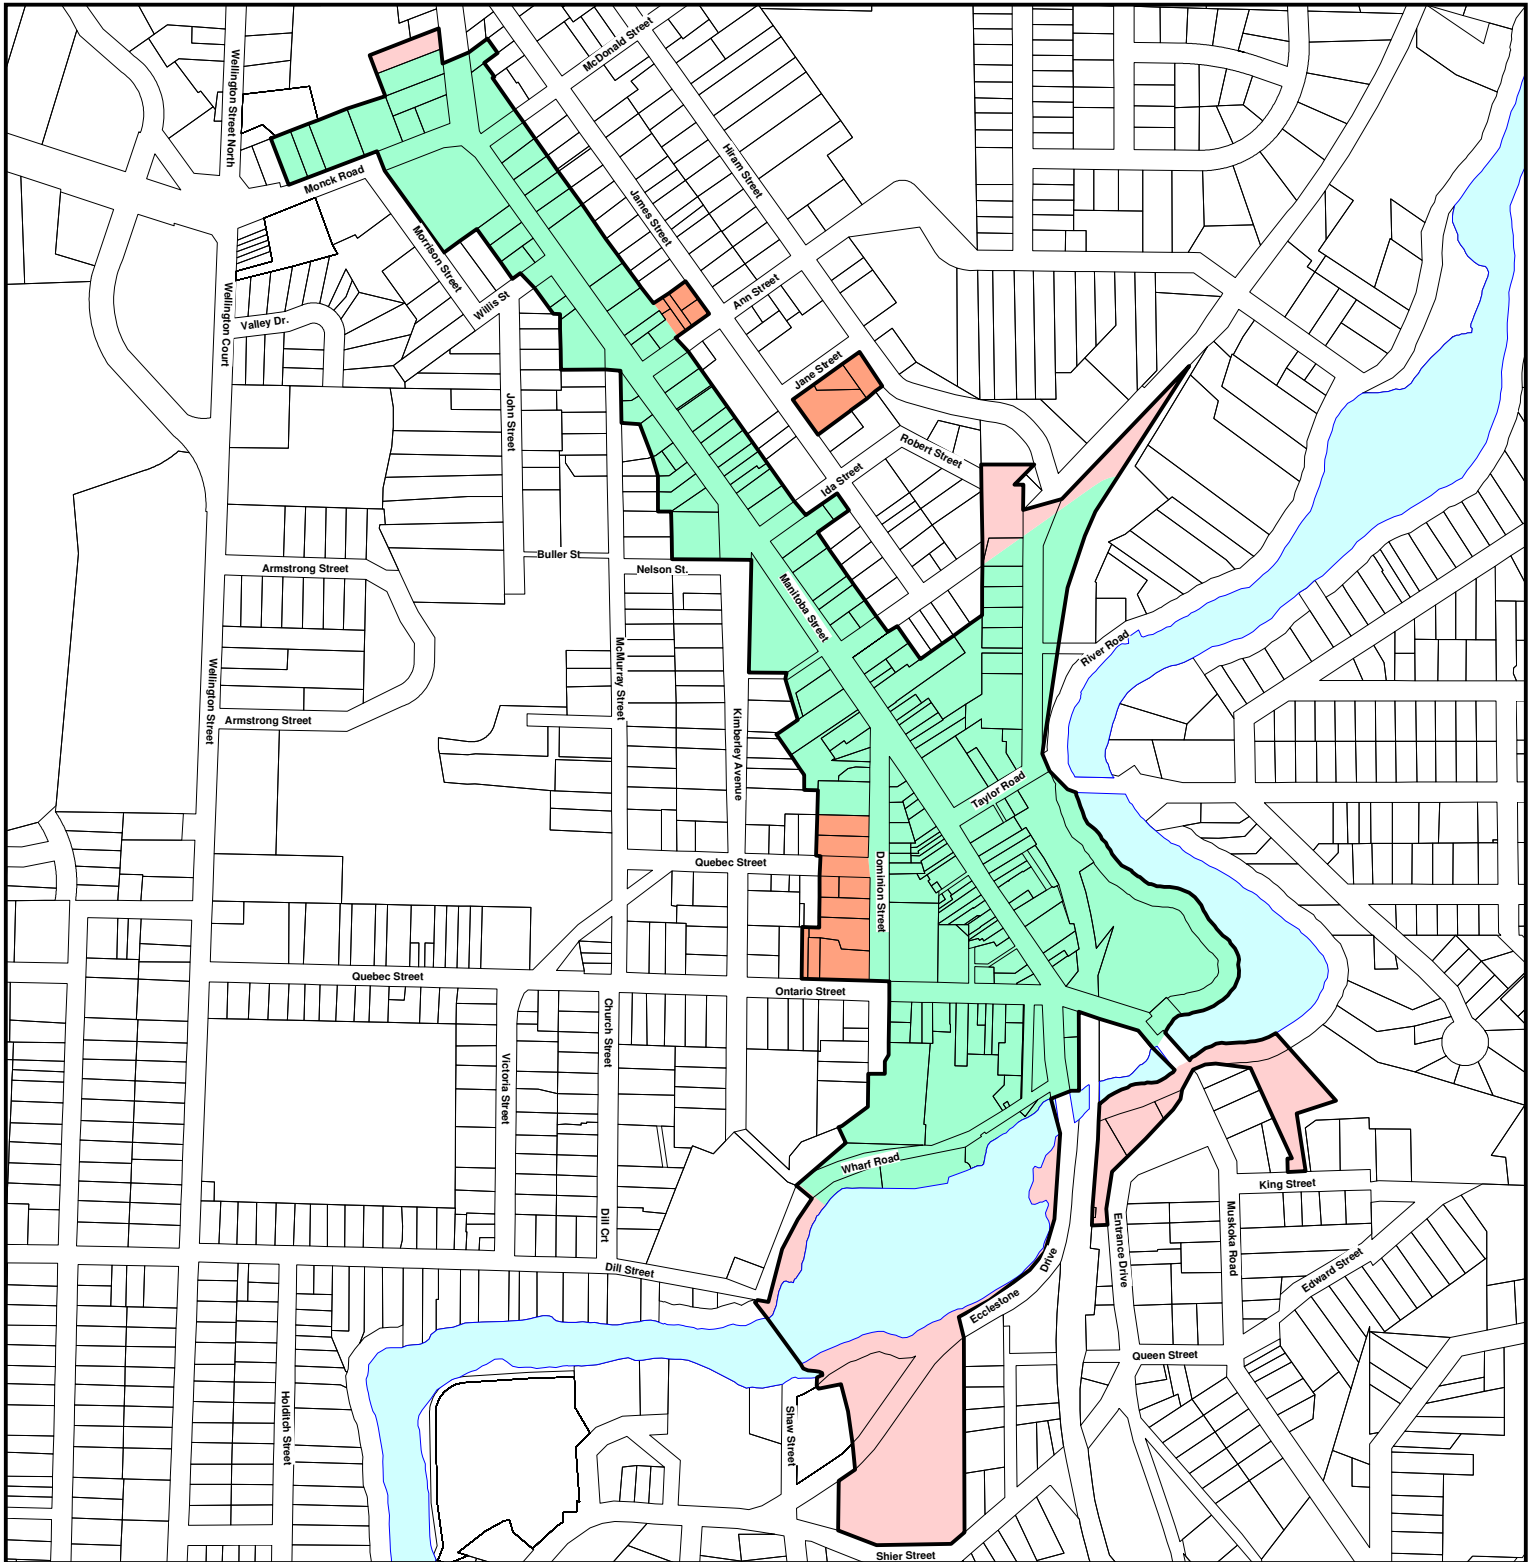 McDonald Street
Wellington Street North
Hiram Street
Monck Road
James Street
Morrison Street
Ann Street
Willis St
Wellington Court
Valley Dr.
Jane Street
John Street
Robert Street
Ida Street
Buller St
Armstrong Street
Nelson St.
Manitoba Street
River Road
McMurray Street
Wellington Street
Armstrong Street
Kimberley Avenue
Taylor Road
Quebec Street
Dominion Street
Quebec Street
Ontario Street
Church Street
Victoria Street
Wharf Road
King Street
Dill Crt
Muskoka Road
Entrance Drive
Dill Street
Drive
Edward Street
Ecclestone
Queen Street
Holditch Street
Shaw Street
Shier Street